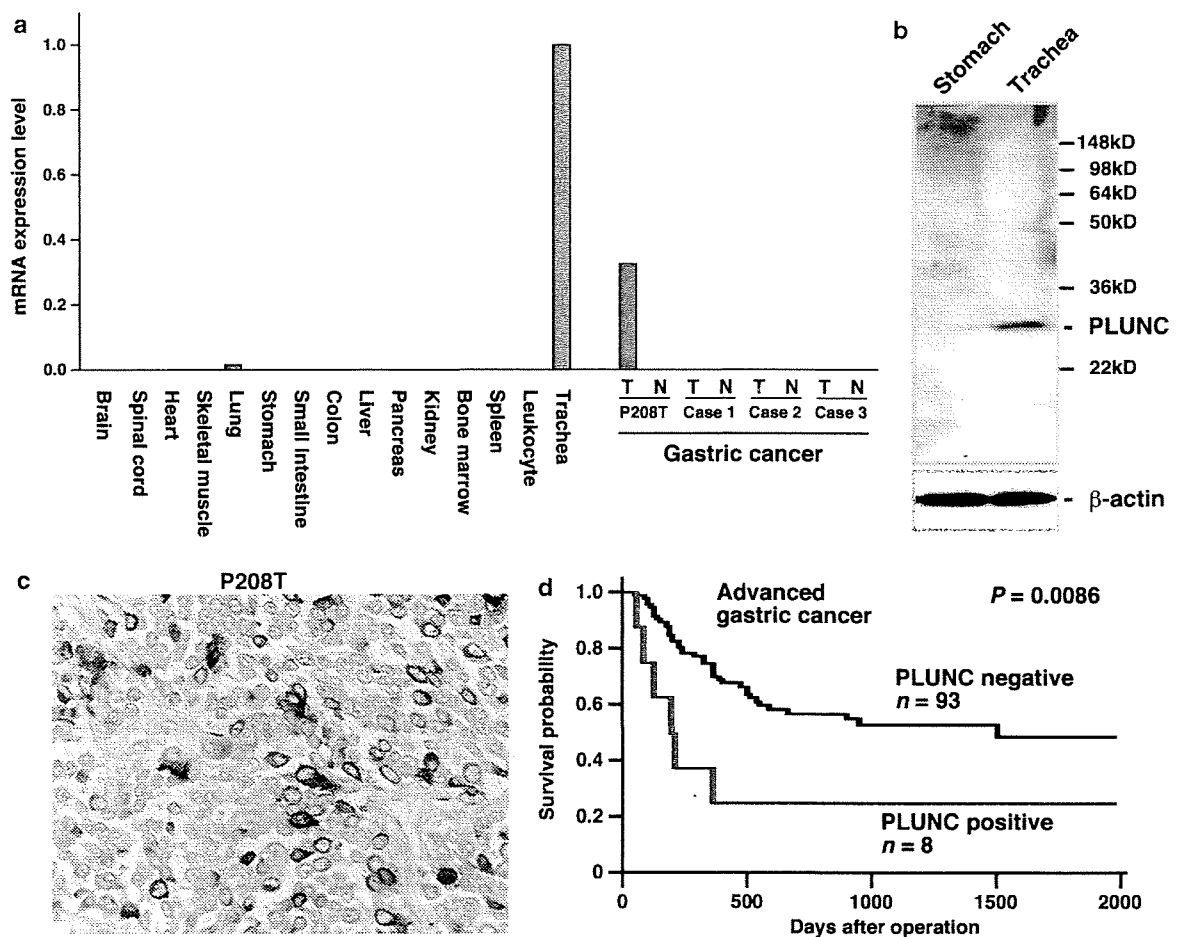 a
1.0
0.8
0.6
0.4
0.2
0.0
mRNA expression level
Brain
Spinal cord
Heart
Skeletal muscle
Lung
Stomach
Small Intestine
Colon
Liver
Pancreas
Kidney
Bone marrow
Spleen
Leukocyte
Trachea
T N T N T N T N
P208T Case 1 Case 2 Case 3
Gastric cancer
b
Stomach
Trachea
148kD
98kD
64kD
50kD
36kD
PLUNC
22kD
β-actin
c
P208T
d
1.0
0.8
0.6
0.4
0.2
0
Survival probability
Advanced
gastric cancer
P = 0.0086
PLUNC negative
n = 93
PLUNC positive
n = 8
0 500 1000 1500 2000
Days after operation